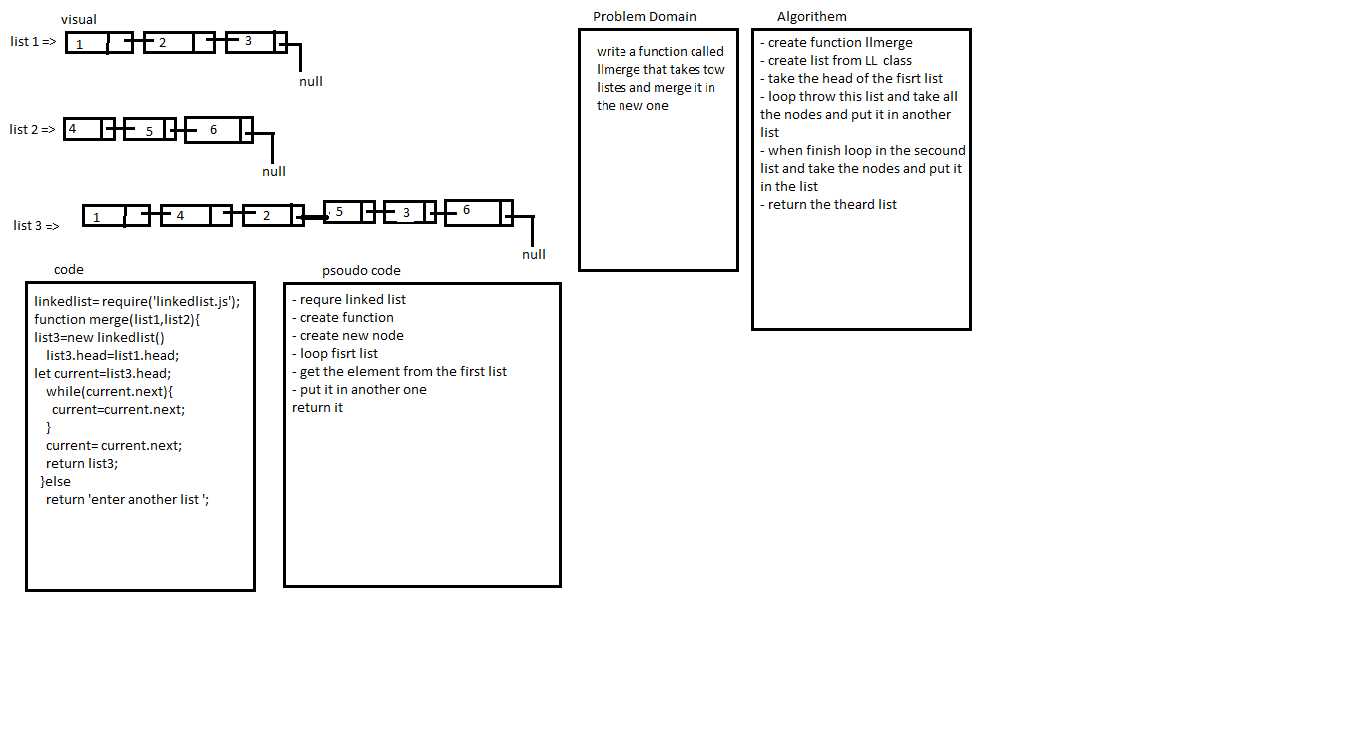 visual
list 1 =>
1
2
3
null
list 2 =>
4
5
6
null
list 3 =>
1
4
2
5
3
6
null
code
linkedlist= require('linkedlist.js');
function merge(list1,list2){
list3=new linkedlist()
list3.head=list1.head;
let current=list3.head;
while(current.next){
current=current.next;
}
current= current.next;
return list3;
}else
return 'enter another list ';
psoudo code
- requre linked list
- create function
- create new node
- loop fisrt list
- get the element from the first list
- put it in another one
return it
Problem Domain
write a function called
llmerge that takes tow
listes and merge it in
the new one
Algorithem
- create function llmerge
- create list from LL class
- take the head of the fisrt list
- loop throw this list and take all
the nodes and put it in another
list
- when finish loop in the secound
list and take the nodes and put it
in the list
- return the theard list